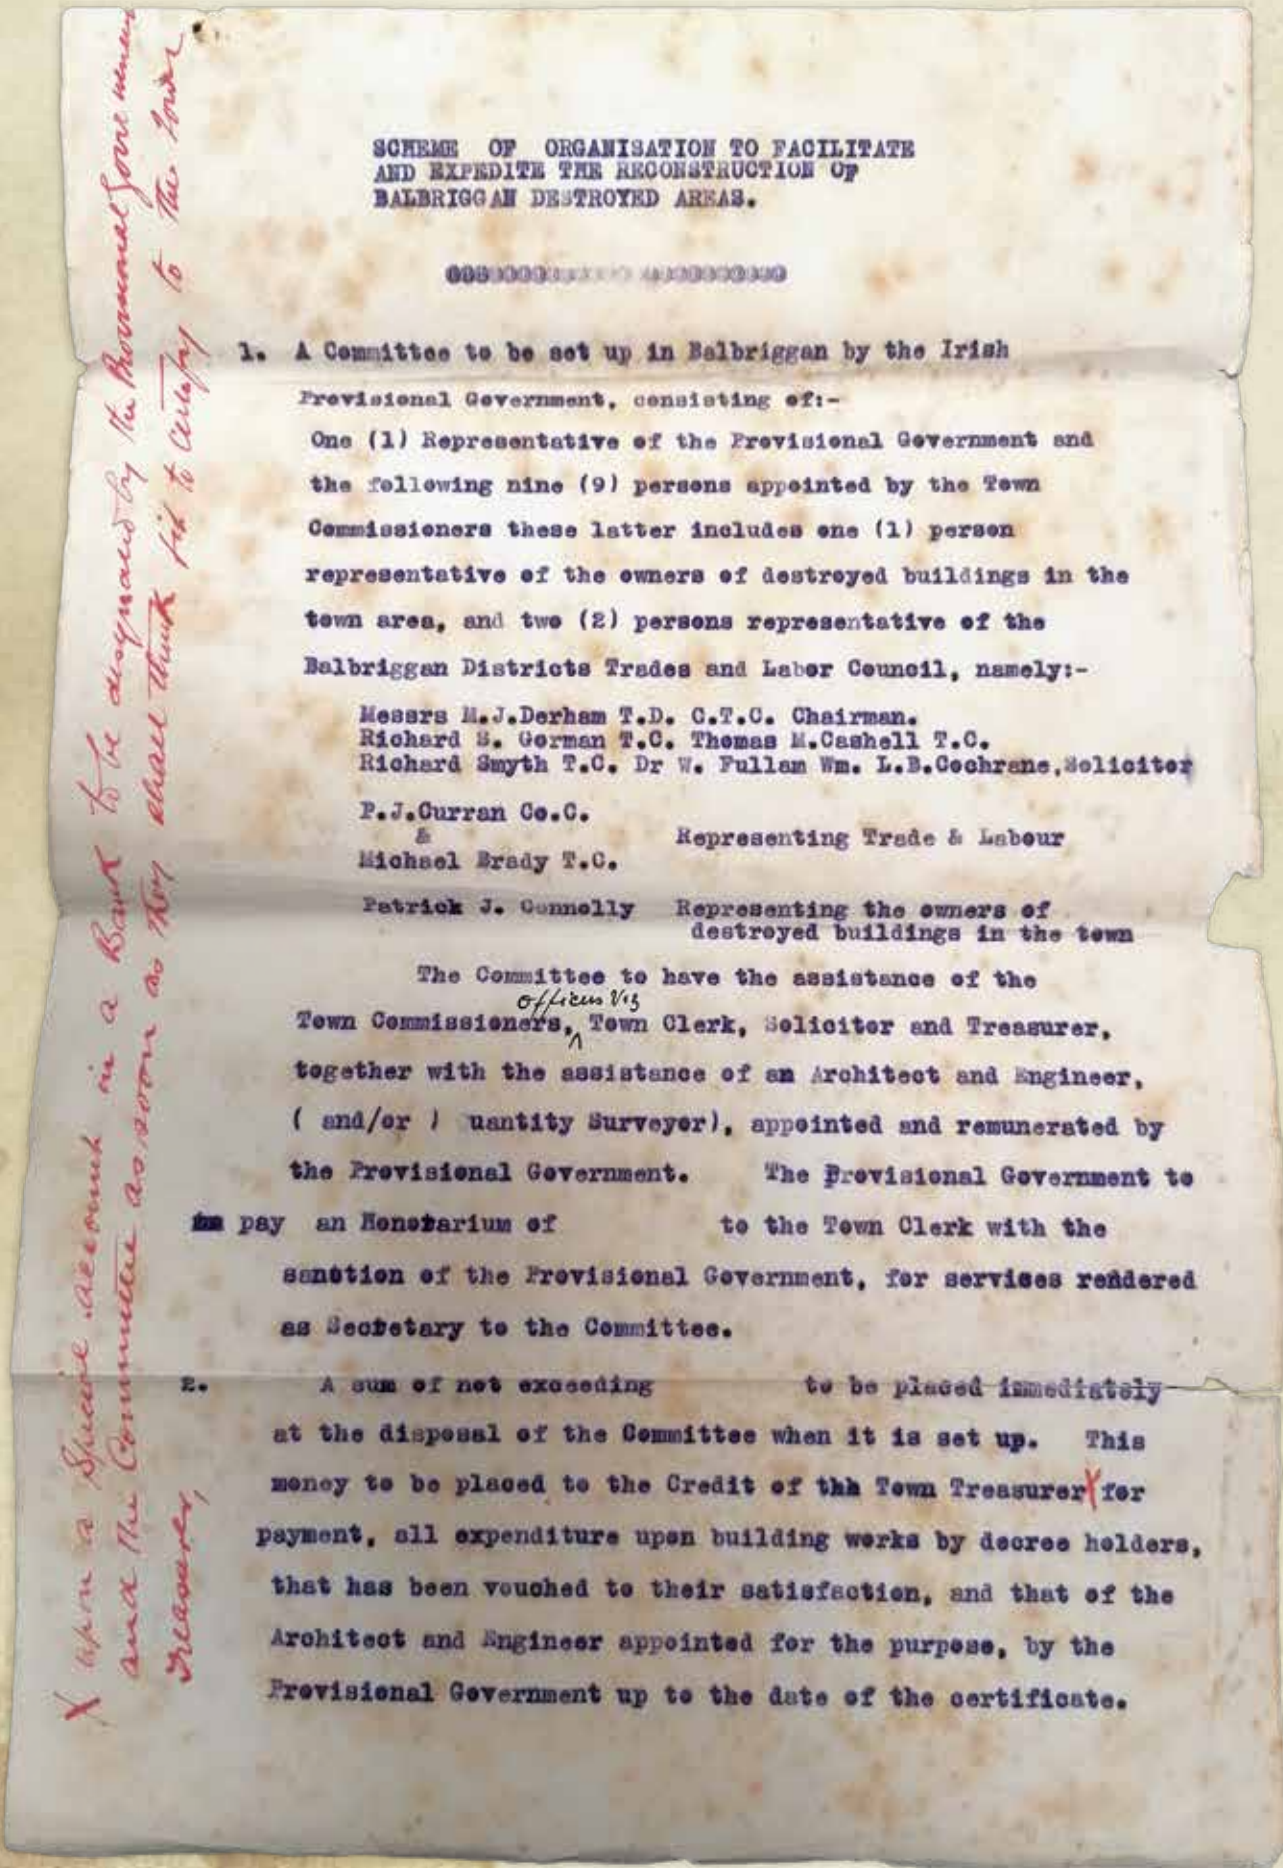 SCHEME OF ORGANISATION TO FACILITATE
AND EXPEDITE THE RECONSTRUCTION OF
BALBRIGGAN DESTROYED AREAS.
1. A Committee to be set up in Balbriggan by the Irish
Provisional Government, consisting of:-
One (1) Representative of the Provisional Government and
the following nine (9) persons appointed by the Town
Commissioners these latter includes one (1) person
representative of the owners of destroyed buildings in the
town area, and two (2) persons representative of the
Balbriggan Districts Trades and Labor Council, namely:-
Messrs M.J.Derham T.D. C.T.C. Chairman.
Richard S. Gorman T.C. Thomas M.Cashell T.C.
Richard Smyth T.C. Dr W. Fullam Wm. L.B.Cochrane,Solicitor
P.J.Curran Co.C.
&
Michael Brady T.C.
Representing Trade & Labour
Patrick J. Connolly Representing the owners of
destroyed buildings in the town
The Committee to have the assistance of the
officers Viz
Town Commissioners, Town Clerk, Solicitor and Treasurer,
together with the assistance of an Architect and Engineer,
( and/or ) uantity Surveyor), appointed and remunerated by
the Provisional Government. The Provisional Government to
pay an Honorarium of to the Town Clerk with the
sanction of the Provisional Government, for services rendered
as Secretary to the Committee.
2. A sum of not exceeding to be placed immediately
at the disposal of the Committee when it is set up. This
money to be placed to the Credit of thh Town Treasurer X for
payment, all expenditure upon building works by decree holders,
that has been vouched to their satisfaction, and that of the
Architect and Engineer appointed for the purpose, by the
Provisional Government up to the date of the certificate.
X upon a Special account in a Bank to be designated by the Provisional Government
and the Committee as soon as they shall think fit to certify to the Town
Treasurer,